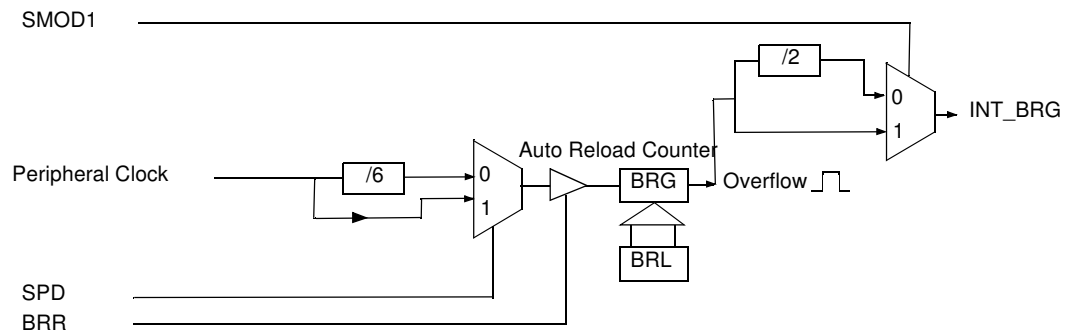 SMOD1
/2
0
1
INT_BRG
Auto Reload Counter
Peripheral Clock
/6
0
1
BRG
Overflow
BRL
SPD
BRR